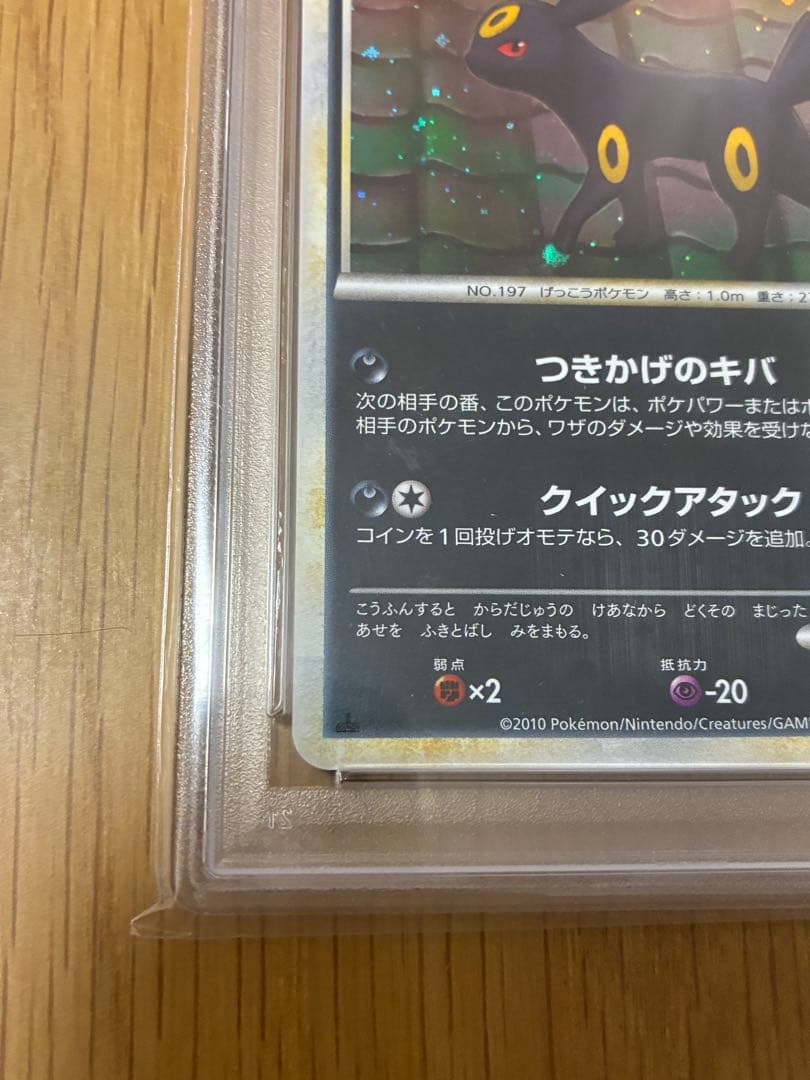 NO.197 げっこうポケモン 高さ:1.0m 重さ:2
つきかげのキバ
次の相手の番、このポケモンは、ポケパワーまたはポ
相手のポケモンから、ワザのダメージや効果を受けな
クイックアタック
コインを1回投げオモテなら、30ダメージを追加。
こうふんすると からだじゅうの けあなから どくその まじった
あせを ふきとばし みをまもる。
弱点 抵抗力
×2 -20
©2010 Pokémon/Nintendo/Creatures/GAM
21